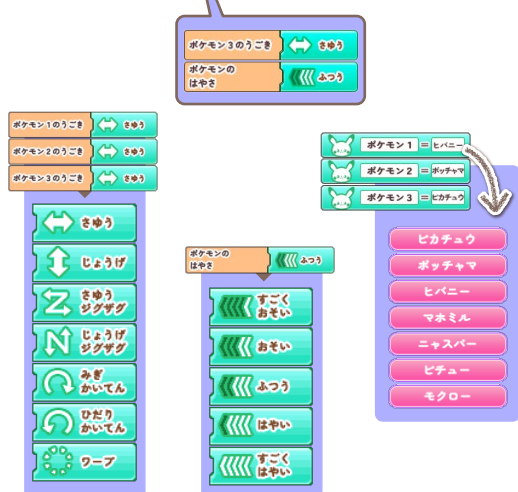 ポケモン3のうごき さゆう
ポケモンの
はやさ ふつう
ポケモン1のうごき さゆう
ポケモン2のうごき さゆう
ポケモン3のうごき さゆう
さゆう
じょうげ
さゆう
ジグザグ
じょうげ
ジグザグ
みぎ
かいてん
ひだり
かいてん
ワープ
ポケモンの
はやさ ふつう
すごく
おそい
おそい
ふつう
はやい
すごく
はやい
ポケモン1 = ヒバニー
ポケモン2 = ポッチャマ
ポケモン3 = ピカチュウ
ピカチュウ
ポッチャマ
ヒバニー
マホミル
ニャスパー
ピチュー
モクロー